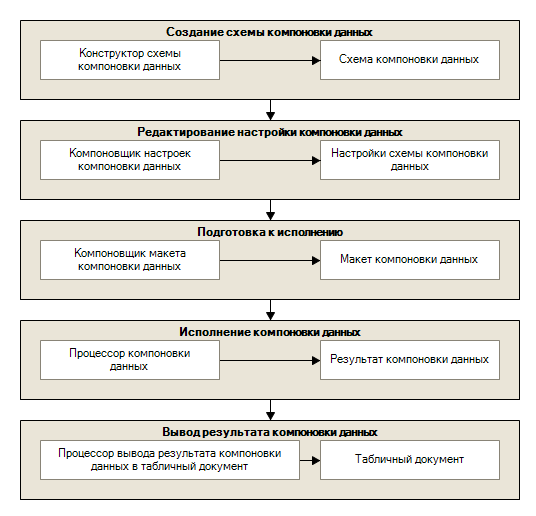 Создание схемы компоновки данных
Конструктор схемы
компоновки данных
Схема компоновки данных
Редактирование настройки компоновки данных
Компоновщик настроек
компоновки данных
Настройки схемы компоновки
данных
Подготовка к исполнению
Компоновщик макета
компоновки данных
Макет компоновки данных
Исполнение компоновки данных
Процессор компоновки
данных
Результат компоновки данных
Вывод результата компоновки данных
Процессор вывода результата компоновки
данных в табличный документ
Табличный документ